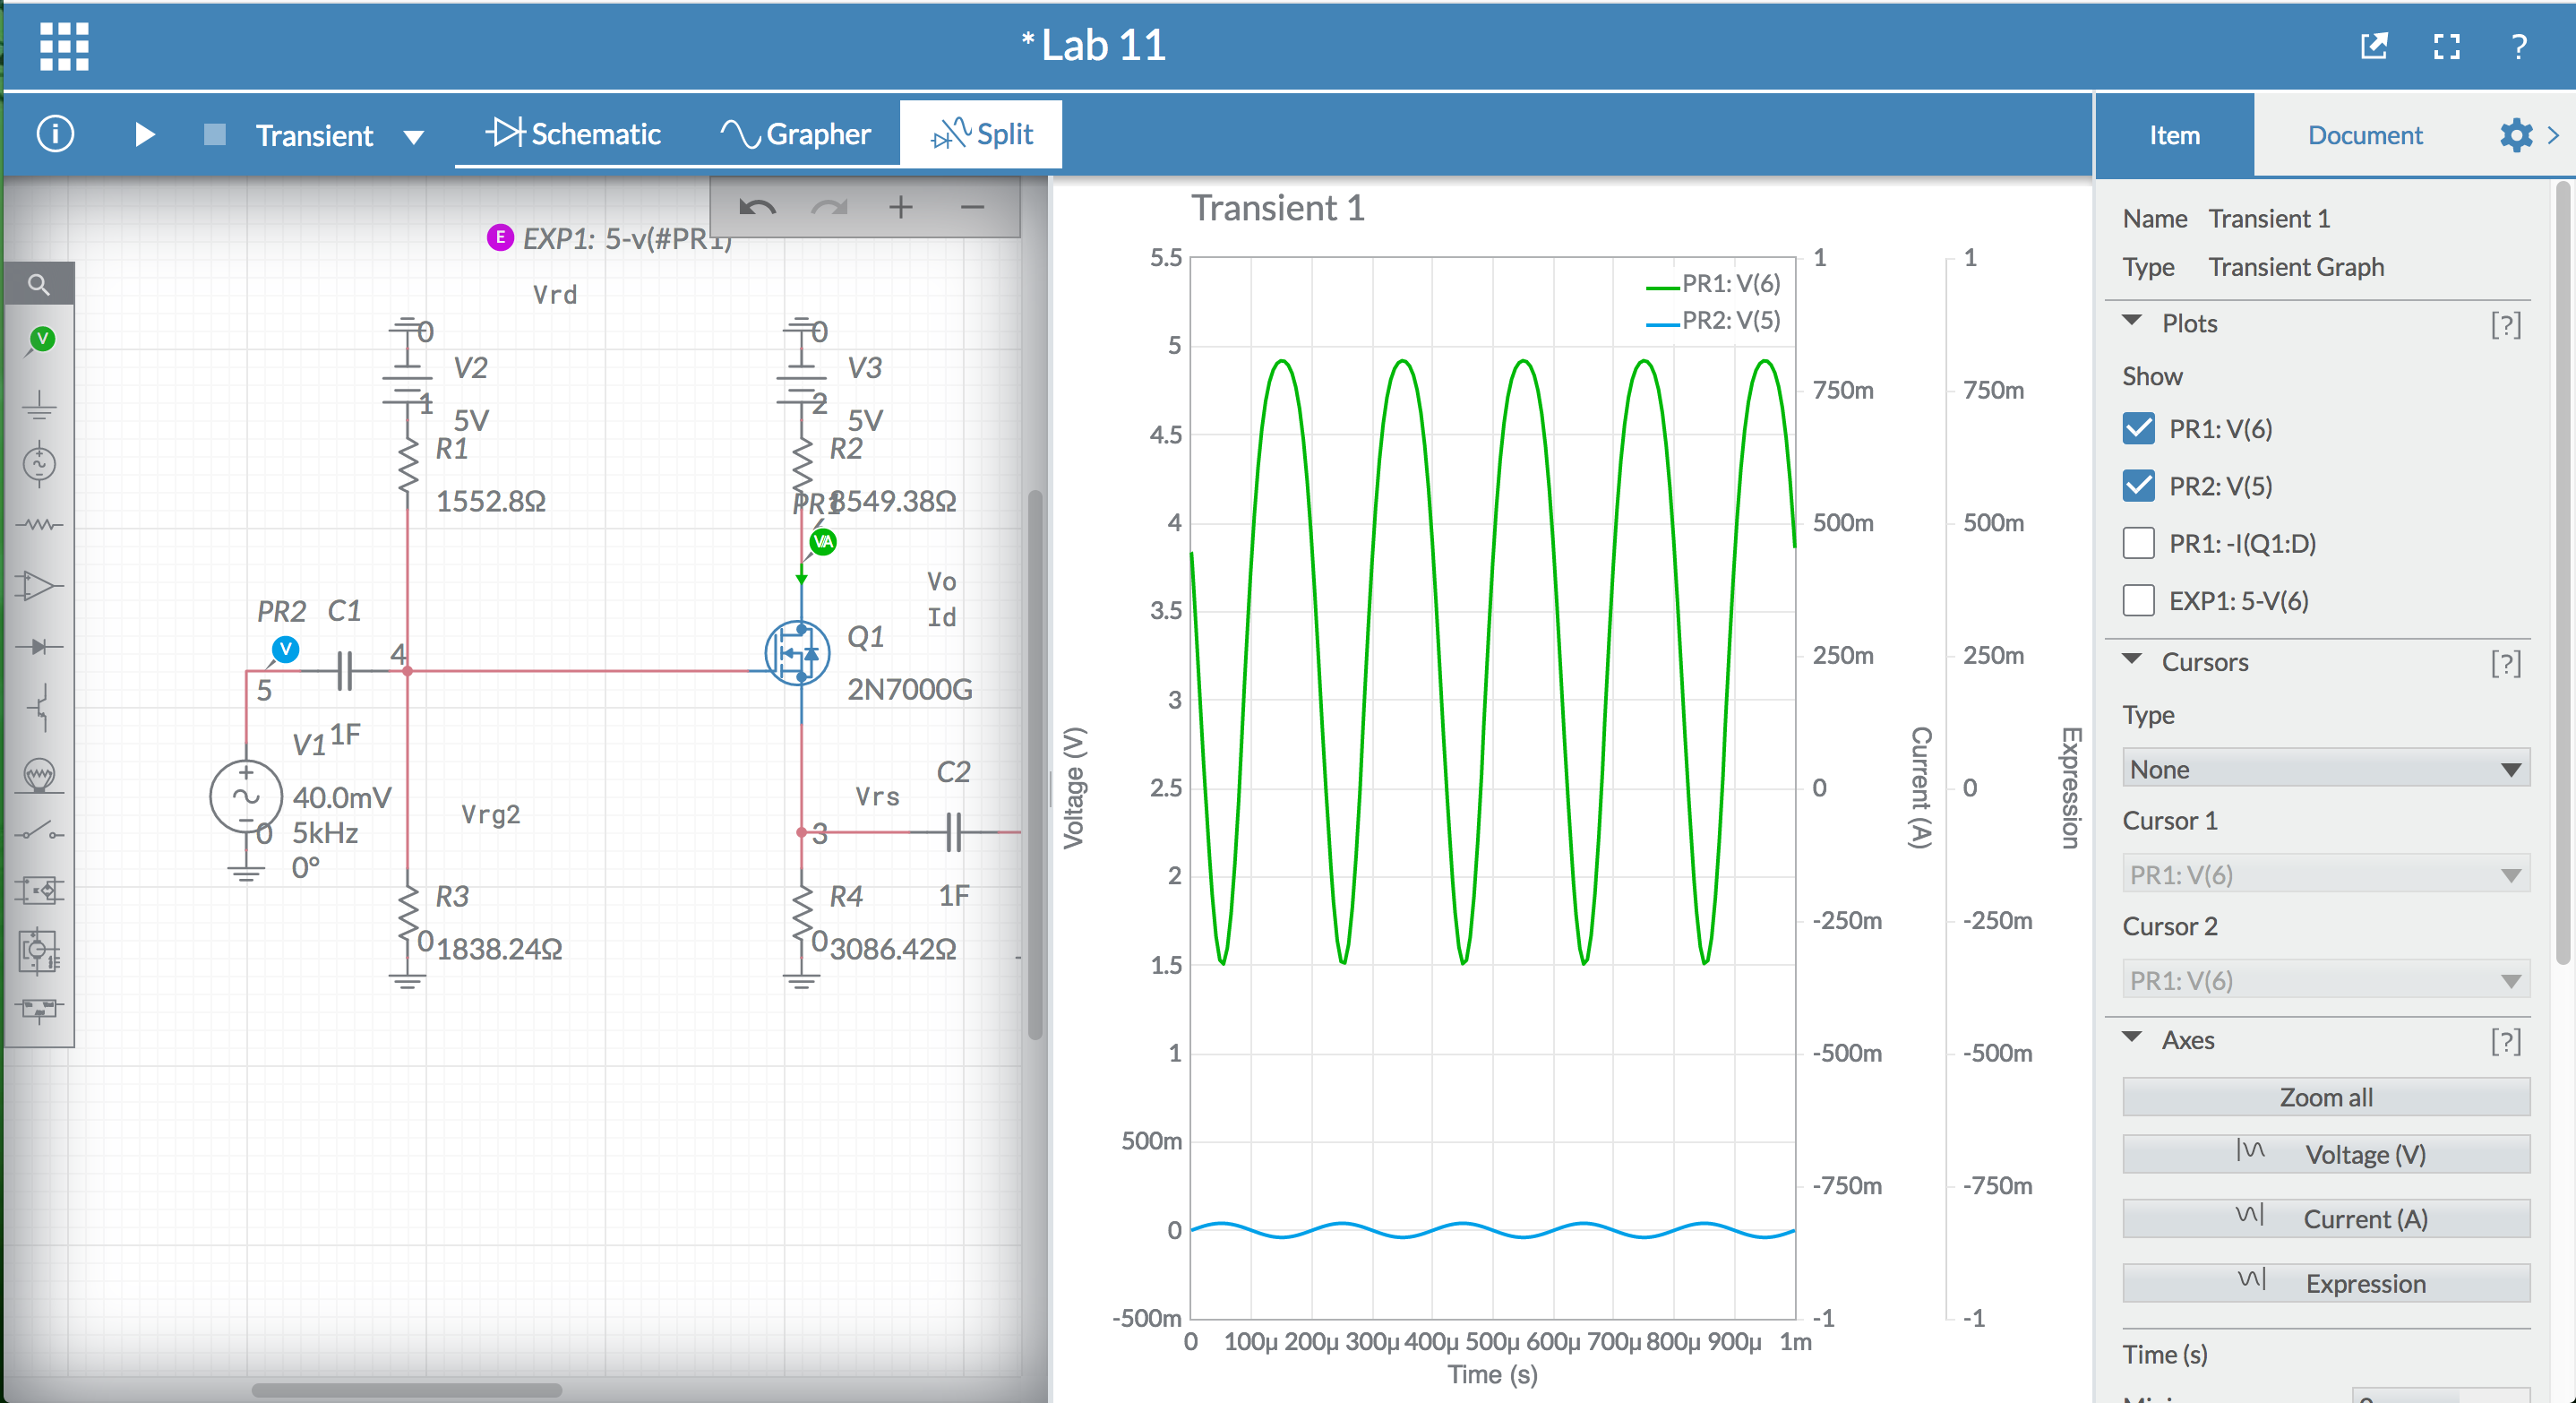 *Lab 11
?
i
Transient
Schematic
Grapher
Split
Item
Document
E EXP1: 5-v(#PR1)
Vrd
0
V2
1
5V
R1
1552.8Ω
0
V3
2
5V
R2
8549.38Ω
PR1
VA
Vo
Id
Q1
2N7000G
V
PR2
C1
V
4
5
1F
V1
40.0mV
0
5kHz
0°
Vrg2
Vrs
C2
3
1F
R3
0
1838.24Ω
R4
0
3086.42Ω
Transient 1
PR1: V(6)
PR2: V(5)
5.5
5
4.5
4
3.5
3
2.5
2
1.5
1
500m
0
-500m
Voltage (V)
0 100µ 200µ 300µ 400µ 500µ 600µ 700µ 800µ 900µ 1m
Time (s)
1
750m
500m
250m
0
-250m
-500m
-750m
-1
Current (A)
1
750m
500m
250m
0
-250m
-500m
-750m
-1
Expression
Name Transient 1
Type Transient Graph
Plots [?]
Show
PR1: V(6)
PR2: V(5)
PR1: -I(Q1:D)
EXP1: 5-V(6)
Cursors [?]
Type
None
Cursor 1
PR1: V(6)
Cursor 2
PR1: V(6)
Axes [?]
Zoom all
Voltage (V)
Current (A)
Expression
Time (s)